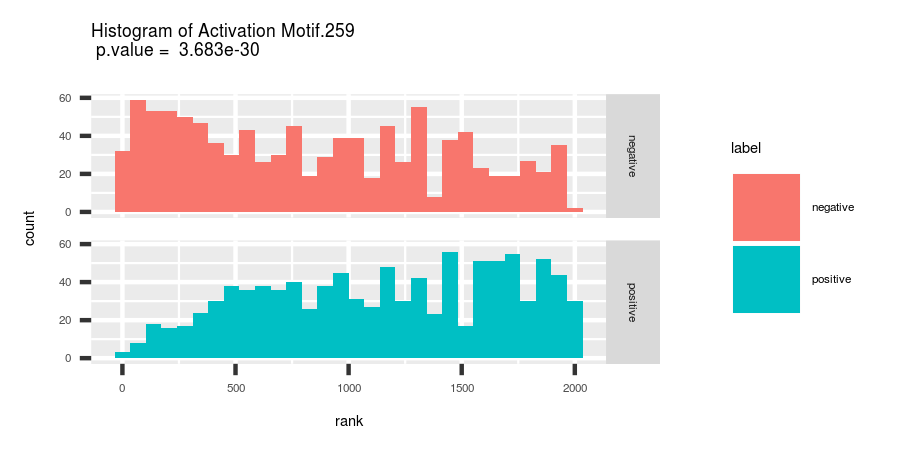 Histogram of Activation Motif.259
p.value = 3.683e-30
count
60
40
20
0
negative
60
40
20
0
positive
0 500 1000 1500 2000
rank
label
negative
positive